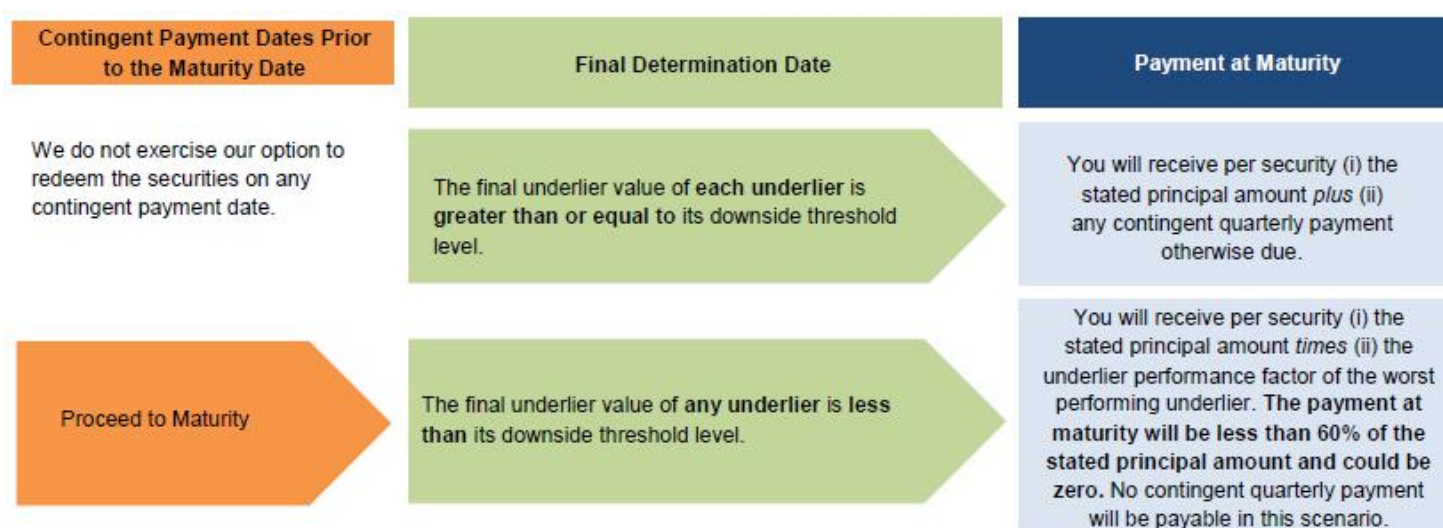 Contingent Payment Dates Prior
to the Maturity Date
Final Determination Date
Payment at Maturity
We do not exercise our option to
redeem the securities on any
contingent payment date.
The final underlier value of each underlier is
greater than or equal to its downside threshold
level.
You will receive per security (i) the
stated principal amount plus (ii)
any contingent quarterly payment
otherwise due.
Proceed to Maturity
The final underlier value of any underlier is less
than its downside threshold level.
You will receive per security (i) the
stated principal amount times (ii) the
underlier performance factor of the worst
performing underlier. The payment at
maturity will be less than 60% of the
stated principal amount and could be
zero. No contingent quarterly payment
will be payable in this scenario.